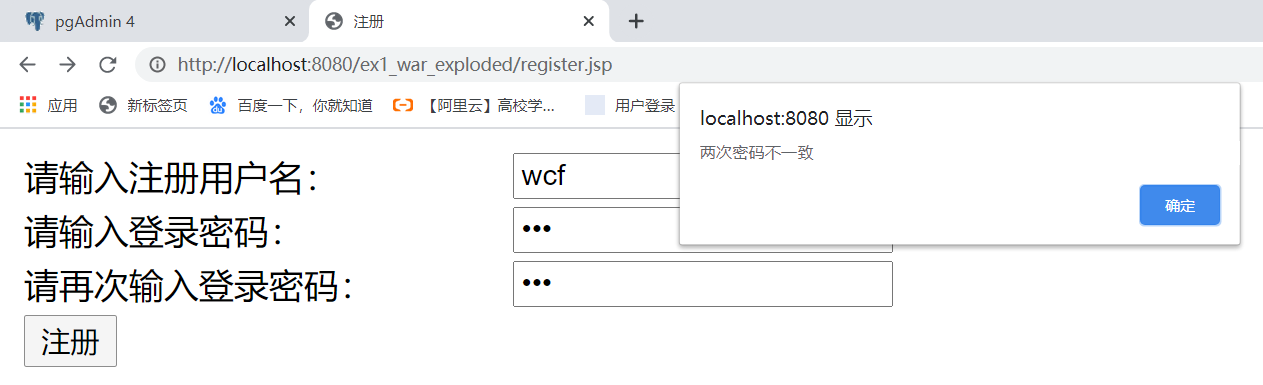 pgAdmin 4
注册
http://localhost:8080/ex1_war_exploded/register.jsp
应用 新标签页 百度一下，你就知道 【阿里云】高校学... 用户登录
localhost:8080 显示
两次密码不一致
确定
请输入注册用户名： wcf
请输入登录密码： •••
请再次输入登录密码： •••
注册